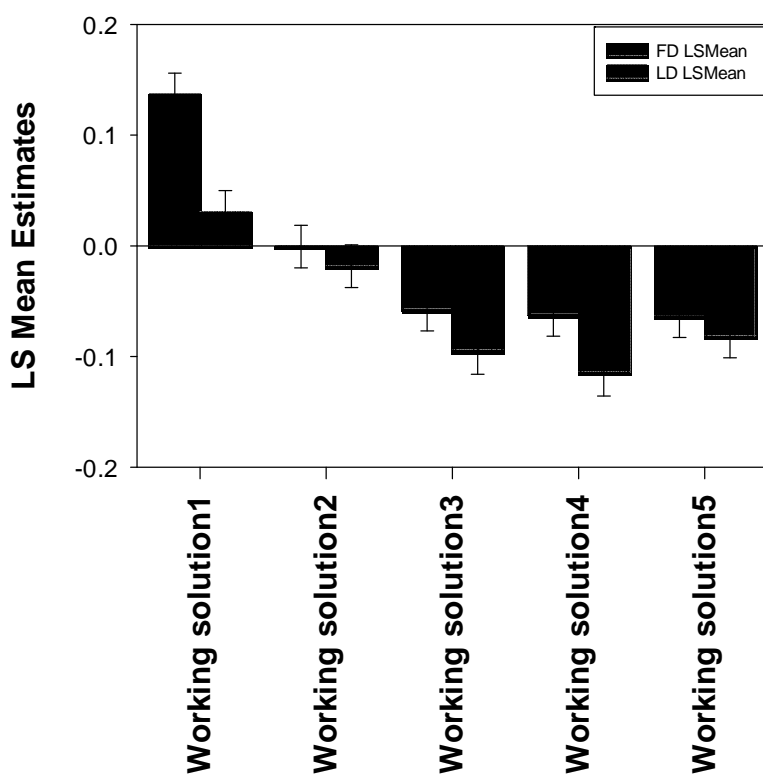 0.2
0.1
0.0
-0.1
-0.2
LS Mean Estimates
FD LSMean
LD LSMean
Working solution1
Working solution2
Working solution3
Working solution4
Working solution5